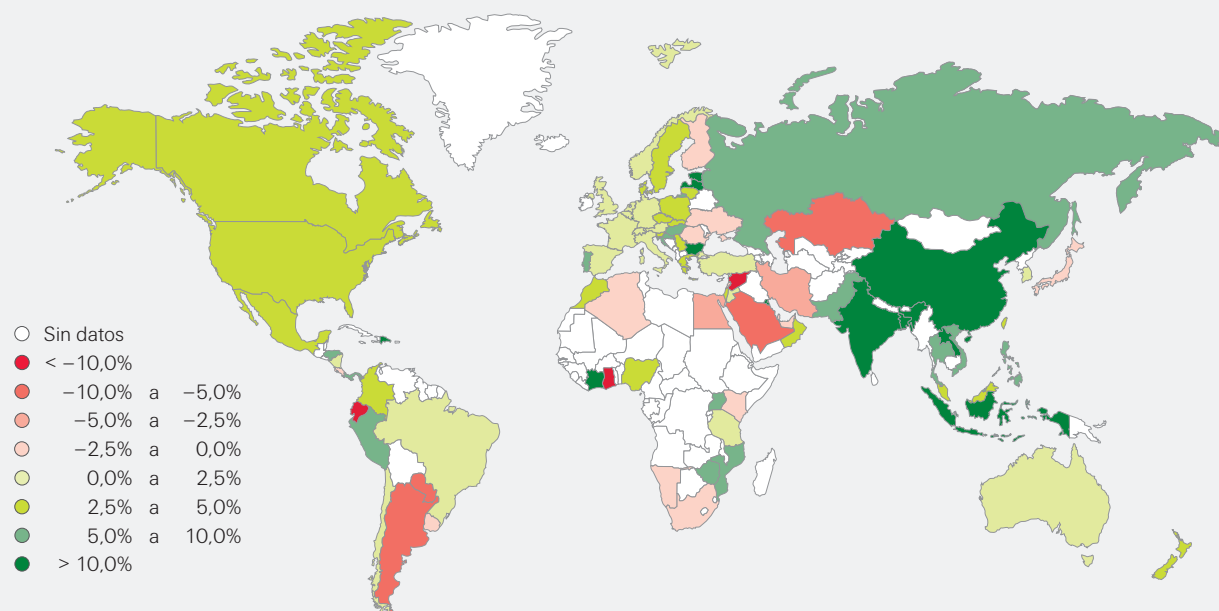 Sin datos
< −10,0%
−10,0% a −5,0%
−5,0% a −2,5%
−2,5% a 0,0%
0,0% a 2,5%
2,5% a 5,0%
5,0% a 10,0%
> 10,0%